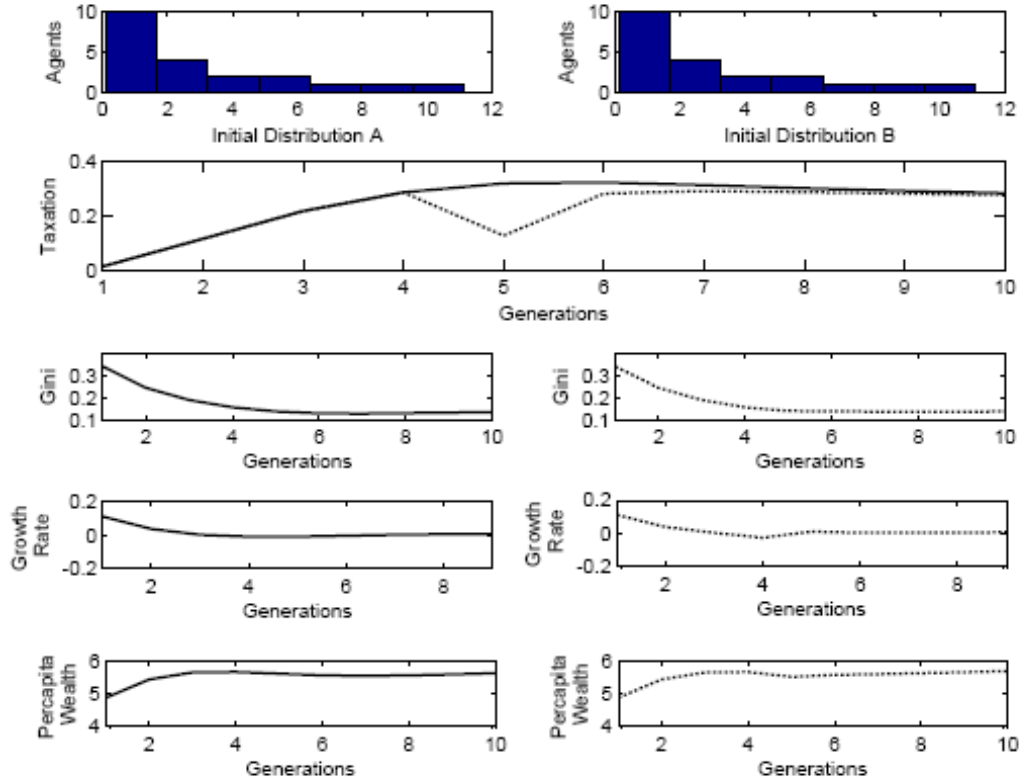 10 10
5 5
0 0
Agents Agents
0 2 4 6 8 10 12 0 2 4 6 8 10 12
Initial Distribution A Initial Distribution B
0.4
0.2
0
Taxation
1 2 3 4 5 6 7 8 9 10
Generations
0.3 0.3
0.2 0.2
0.1 0.1
Gini Gini
2 4 6 8 10 2 4 6 8 10
Generations Generations
0.2 0.2
0 0
-0.2 -0.2
Growth Growth
Rate Rate
2 4 6 8 2 4 6 8
Generations Generations
6 6
5 5
4 4
Percapita Percapita
Wealth Wealth
2 4 6 8 10 2 4 6 8 10
Generations Generations